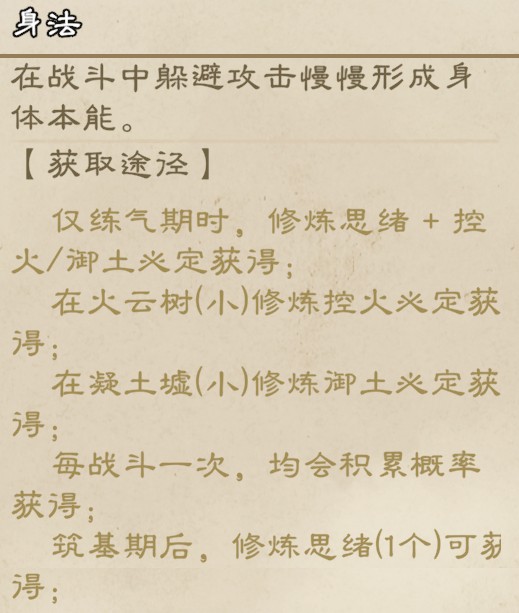 身法
在战斗中躲避攻击慢慢形成身
体本能。
【获取途径】
仅练气期时，修炼思绪+控
火/御土必定获得；
在火云树(小)修炼控火必定获
得；
在凝土墟(小)修炼御土必定获
得；
每战斗一次，均会积累概率
获得；
筑基期后，修炼思绪(1个)可获
得；